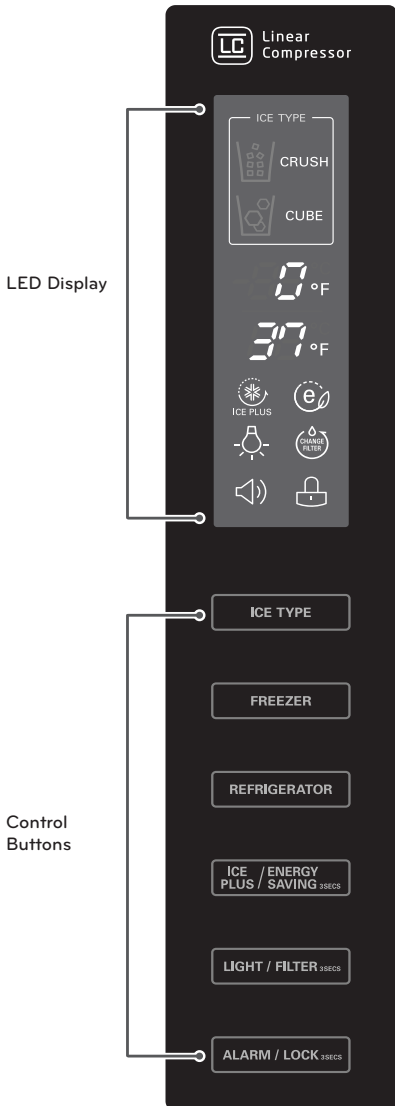 LC Linear
Compressor
ICE TYPE
CRUSH
CUBE
LED Display
0 °F
37 °F
ICE PLUS
e
CHANGE
FILTER
ICE TYPE
FREEZER
REFRIGERATOR
Control
Buttons
ICE / ENERGY
PLUS / SAVING 3SECS
LIGHT / FILTER 3SECS
ALARM / LOCK 3SECS